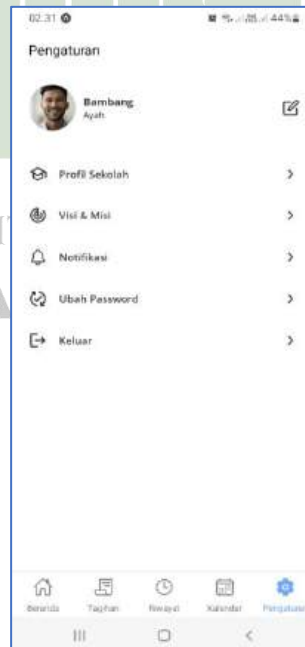 02.31
44%
Pengaturan
Bambang
Ayah
Profil Sekolah
Visi & Misi
Notifikasi
Ubah Password
Keluar
Beranda Tagihan Riwayat Kalender Pengaturan